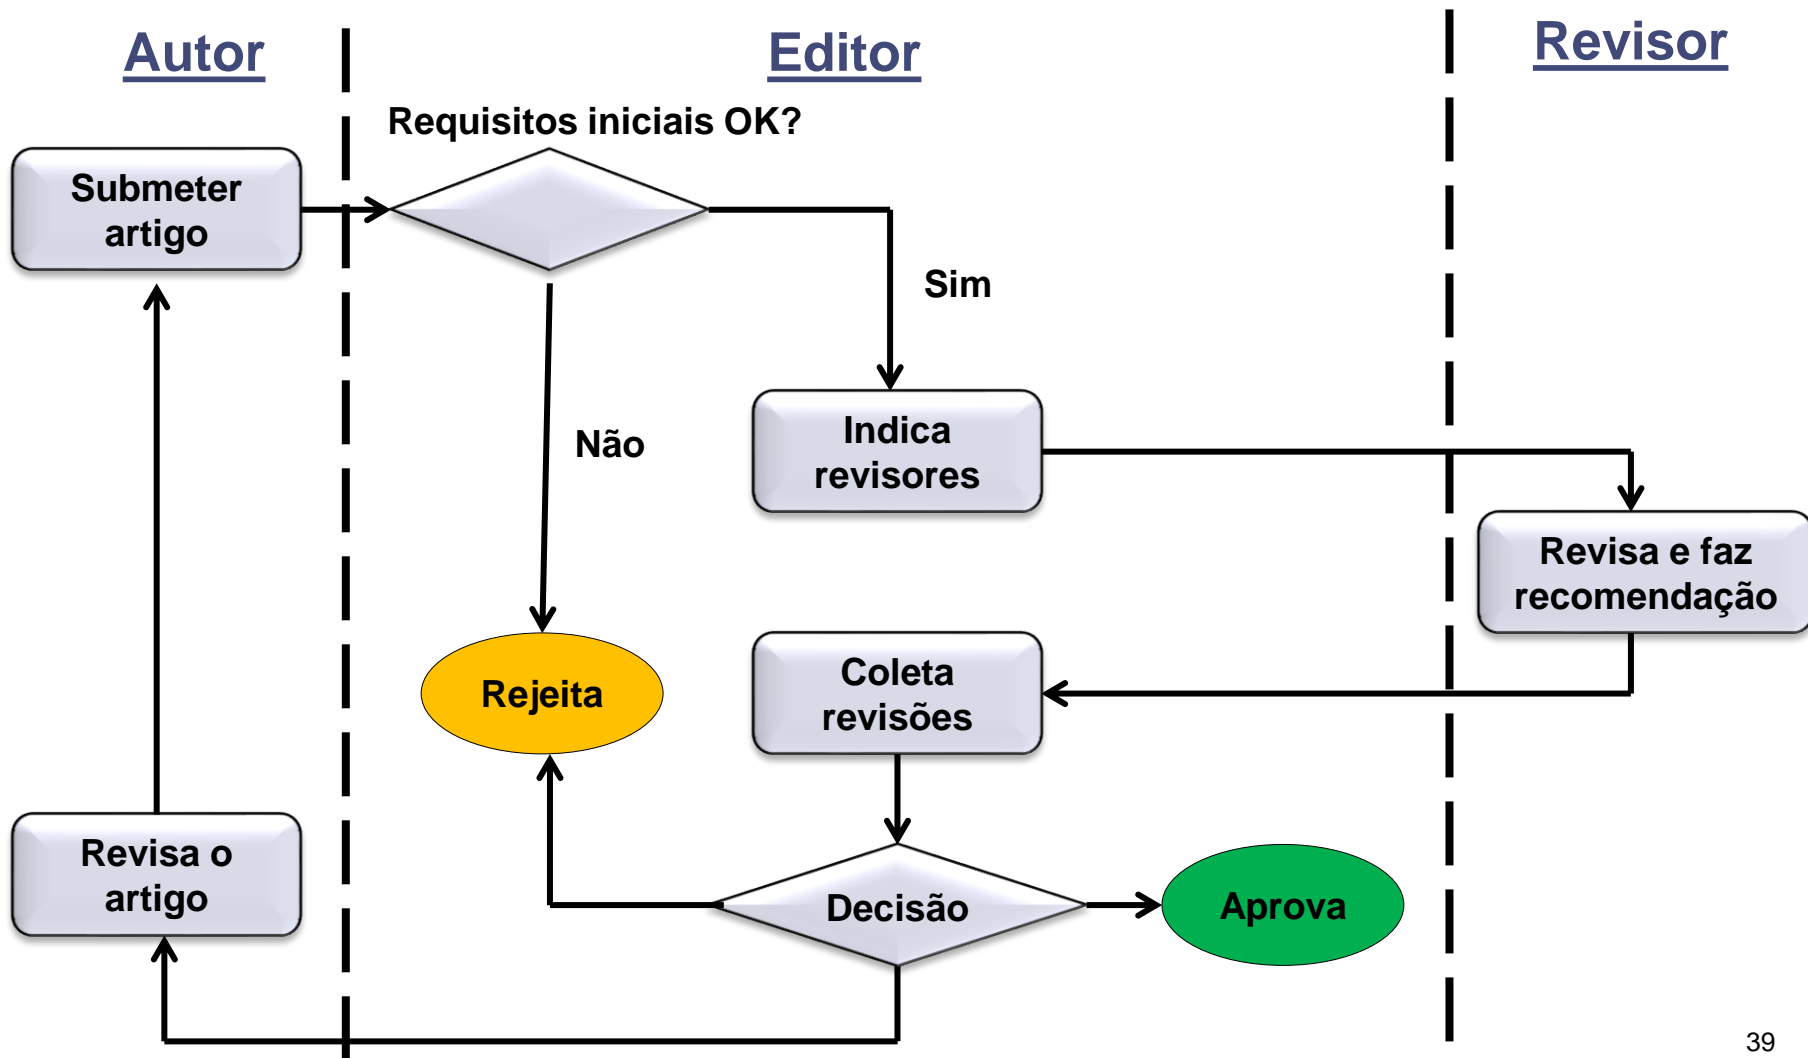 Autor
Editor
Revisor
Requisitos iniciais OK?
Submeter
artigo
Sim
Indica
revisores
Não
Revisa e faz
recomendação
Rejeita
Coleta
revisões
Revisa o
artigo
Decisão
Aprova
39